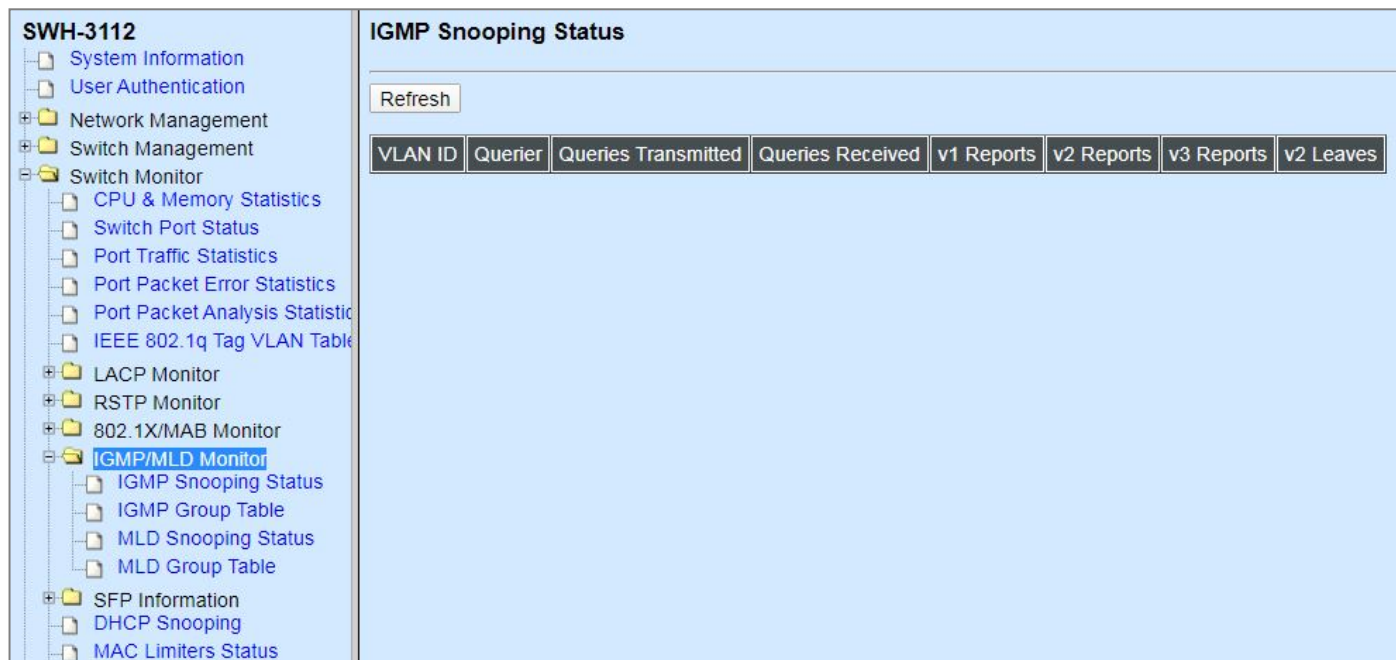 SWH-3112
System Information
User Authentication
Network Management
Switch Management
Switch Monitor
CPU & Memory Statistics
Switch Port Status
Port Traffic Statistics
Port Packet Error Statistics
Port Packet Analysis Statistic
IEEE 802.1q Tag VLAN Table
LACP Monitor
RSTP Monitor
802.1X/MAB Monitor
IGMP/MLD Monitor
IGMP Snooping Status
IGMP Group Table
MLD Snooping Status
MLD Group Table
SFP Information
DHCP Snooping
MAC Limiters Status
IGMP Snooping Status
Refresh
VLAN ID Querier Queries Transmitted Queries Received v1 Reports v2 Reports v3 Reports v2 Leaves